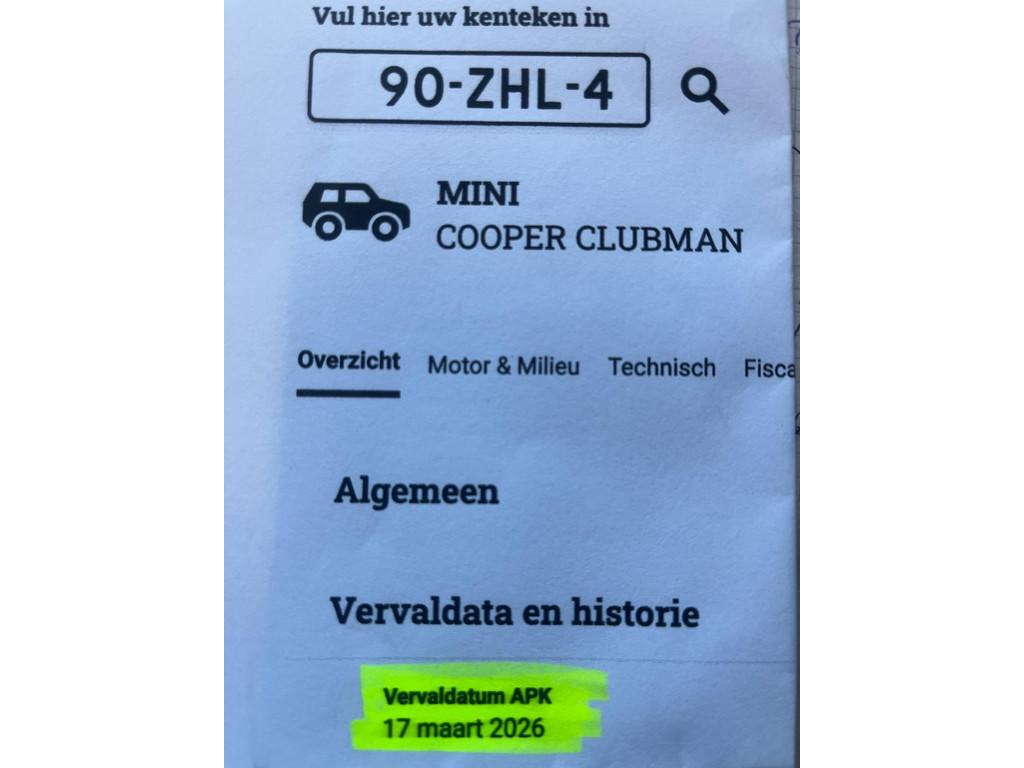 Vul hier uw kenteken in
90-ZHL-4
MINI
COOPER CLUBMAN
Overzicht Motor & Milieu Technisch Fisca
Algemeen
Vervaldata en historie
Vervaldatum APK
17 maart 2026